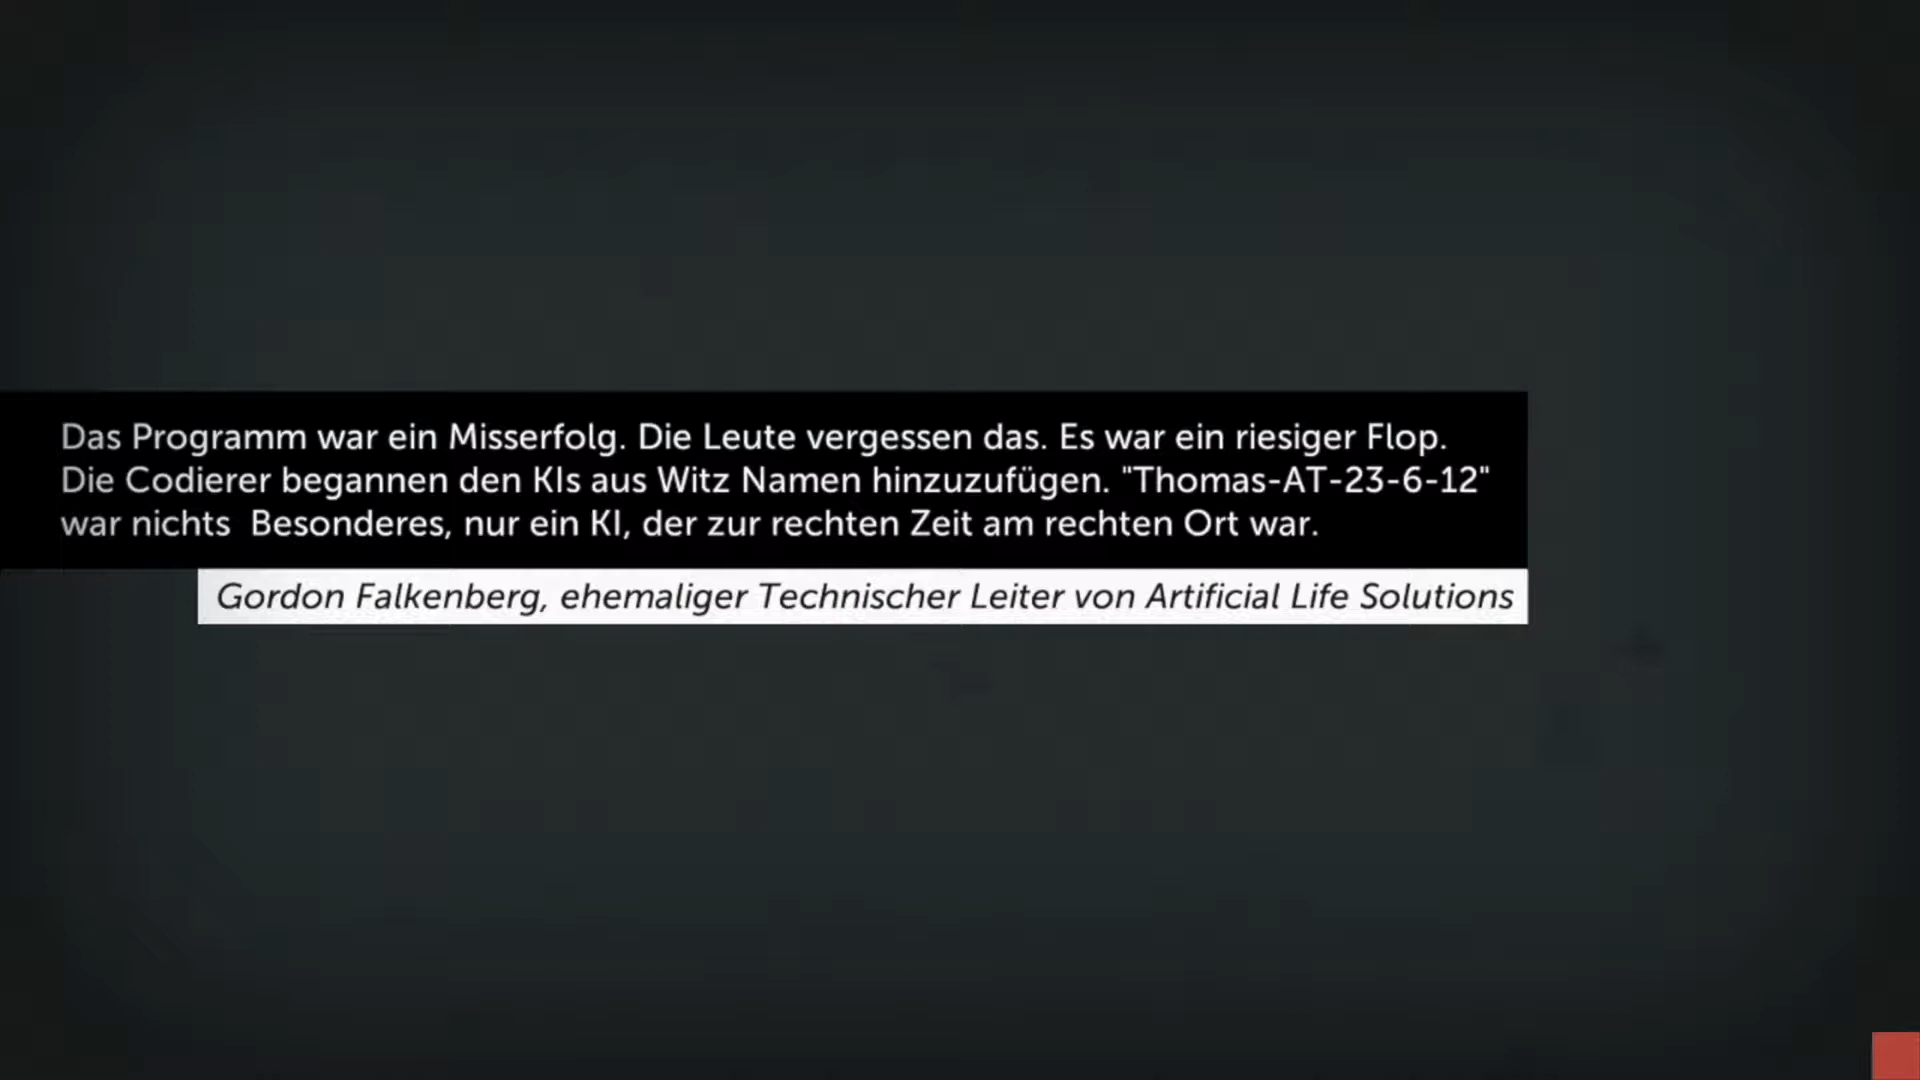 Das Programm war ein Misserfolg. Die Leute vergessen das. Es war ein riesiger Flop.
Die Codierer begannen den KIs aus Witz Namen hinzuzufügen. "Thomas-AT-23-6-12"
war nichts  Besonderes, nur ein KI, der zur rechten Zeit am rechten Ort war.
Gordon Falkenberg, ehemaliger Technischer Leiter von Artificial Life Solutions